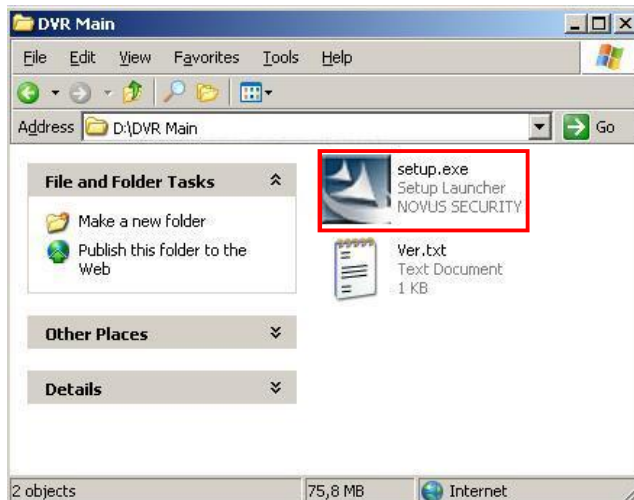 DVR Main
File Edit View Favorites Tools Help
Address D:\DVR Main Go
File and Folder Tasks
Make a new folder
Publish this folder to the
Web
Other Places
Details
setup.exe
Setup Launcher
NOVUS SECURITY
Ver.txt
Text Document
1 KB
2 objects 75,8 MB Internet